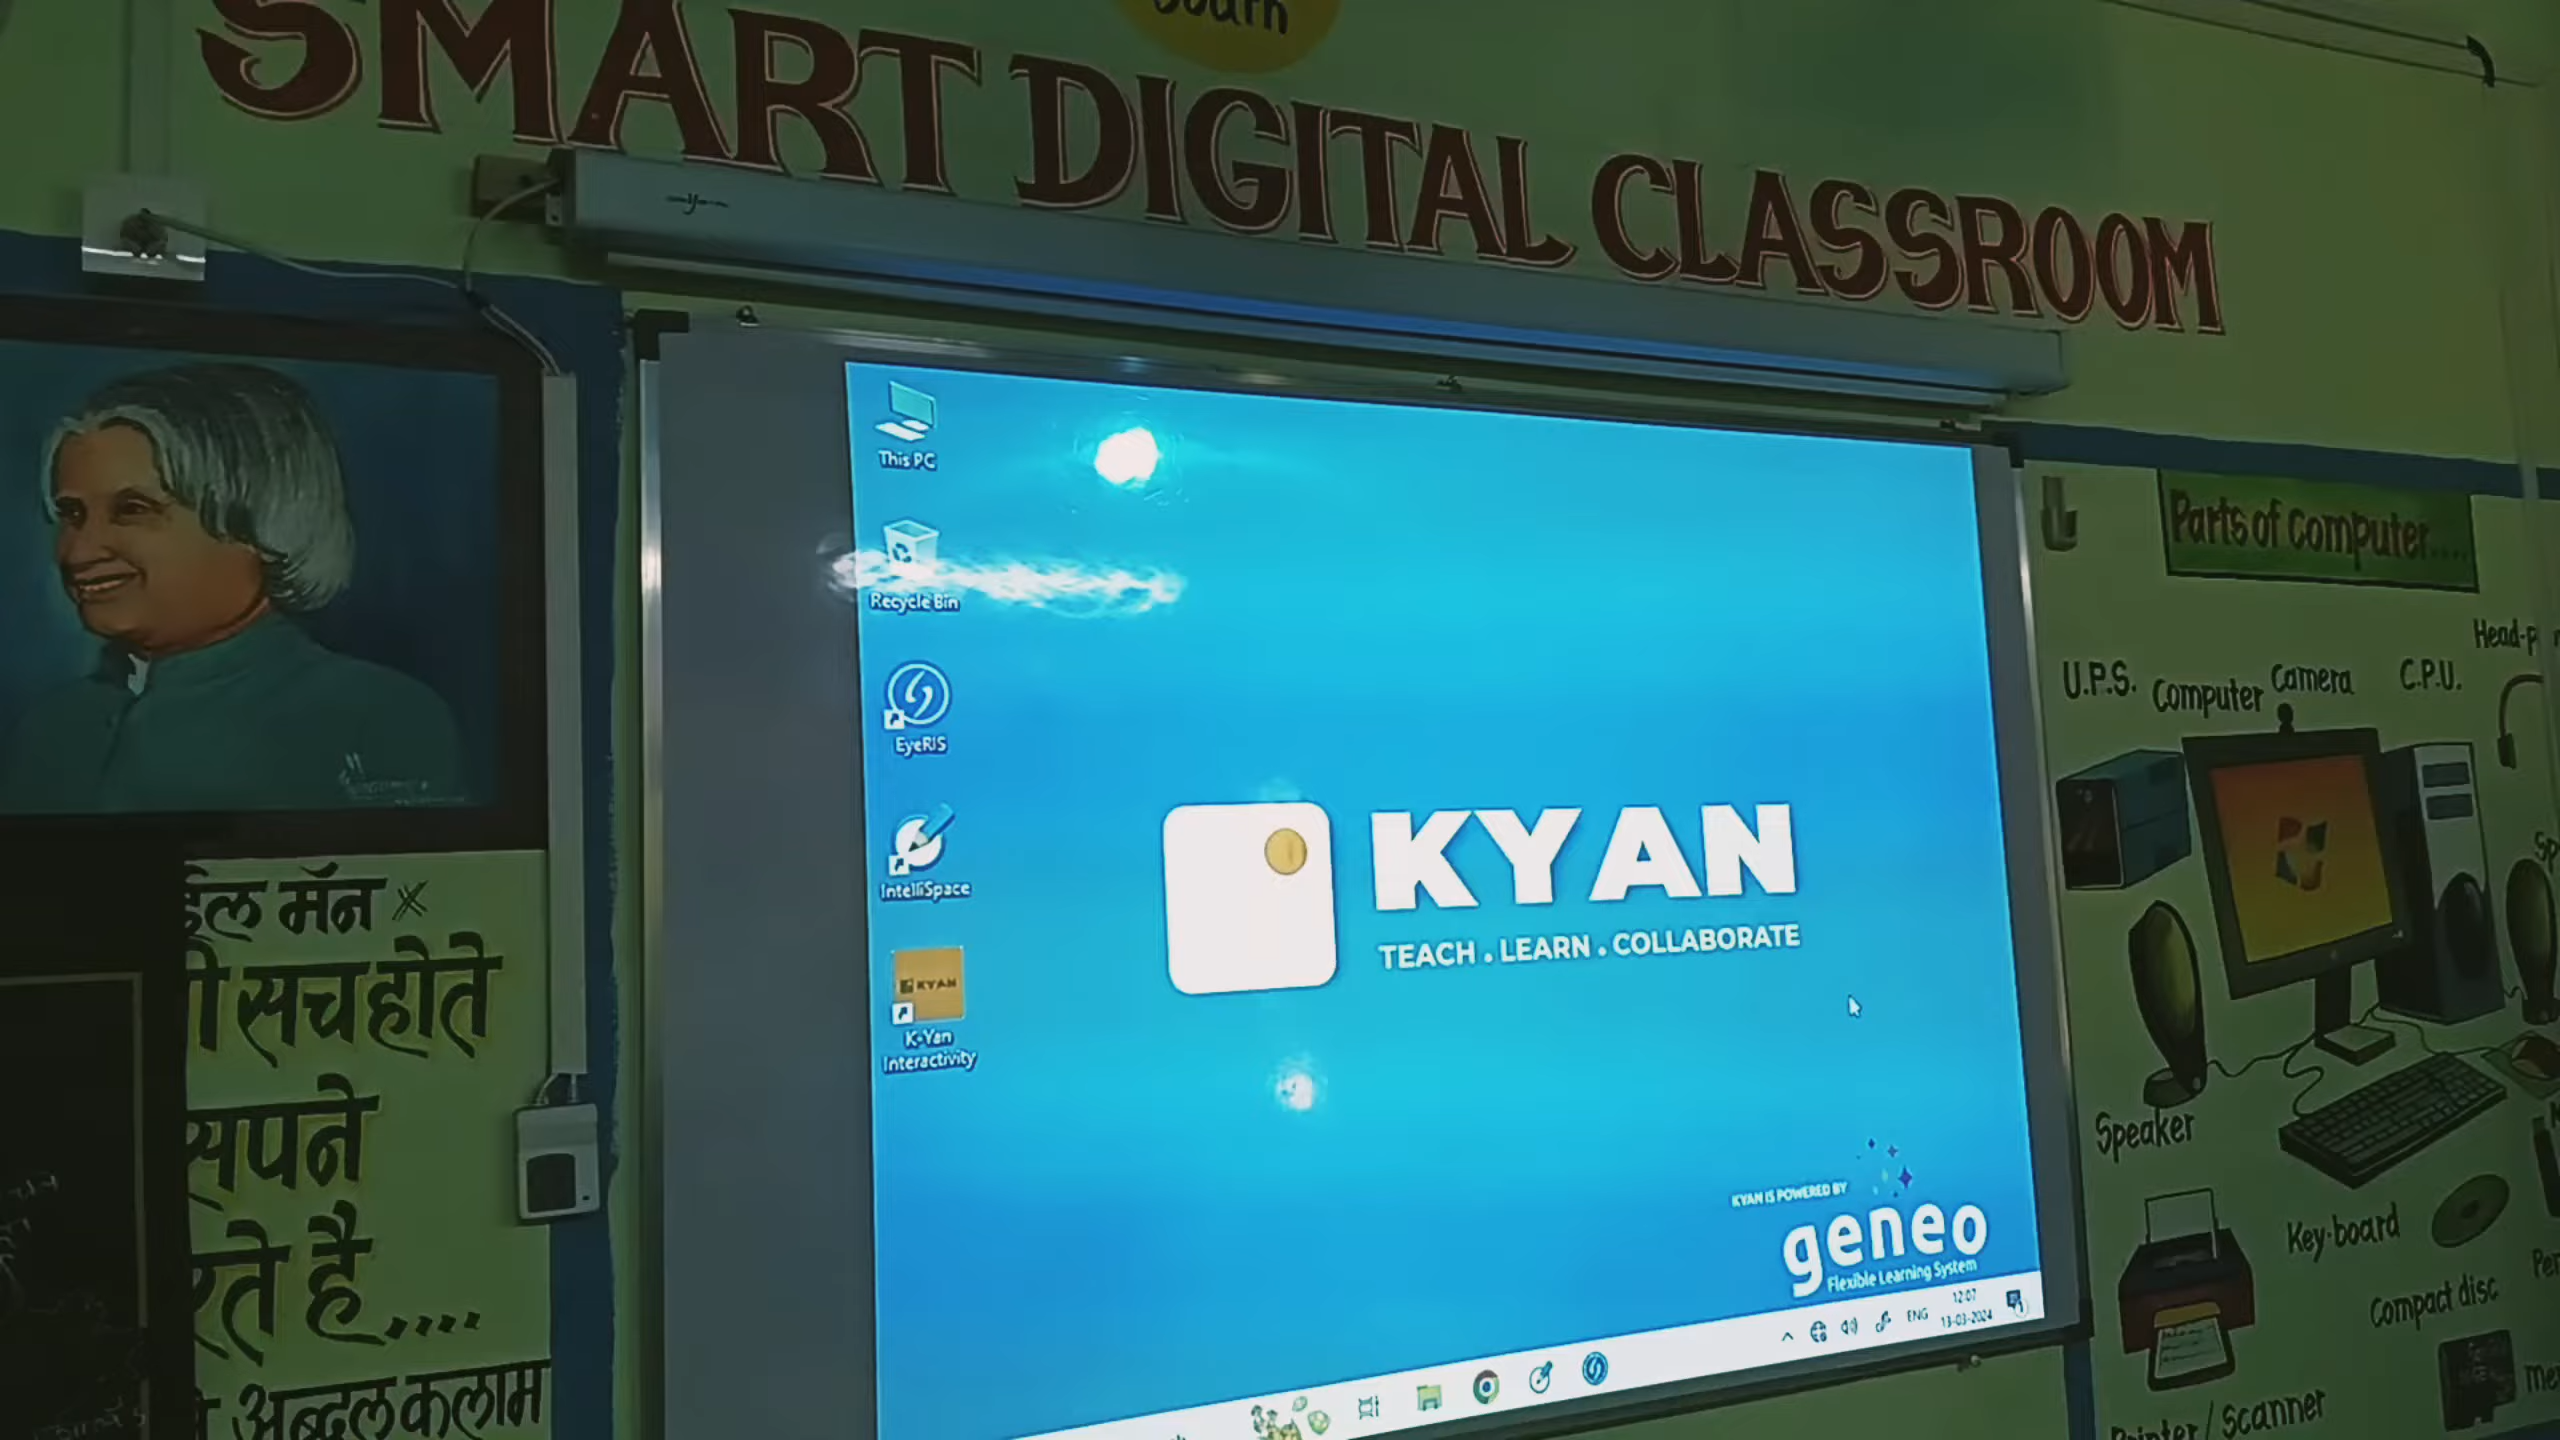 SMART DIGITAL CLASSROOM
This PC
Recycle Bin
EyeRIS
IntelliSpace
KYAN
K-Yan
Interactivity
KYAN
TEACH . LEARN . COLLABORATE
KYAN IS POWERED BY
geneo
Flexible Learning System
ENG
12:07
13-03-2024
मॅन
सच होते
सपने
है....
अब्दुल कलाम
Parts of Computer....
U.P.S.
Computer
Camera
C.P.U.
Speaker
Key-board
Compact disc
Printer/Scanner